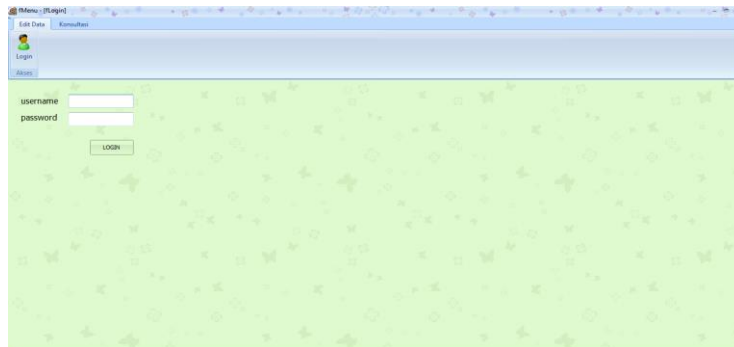 fMenu - [fLogin]
Edit Data Konsultasi
Login
Akses
username
password
LOGIN